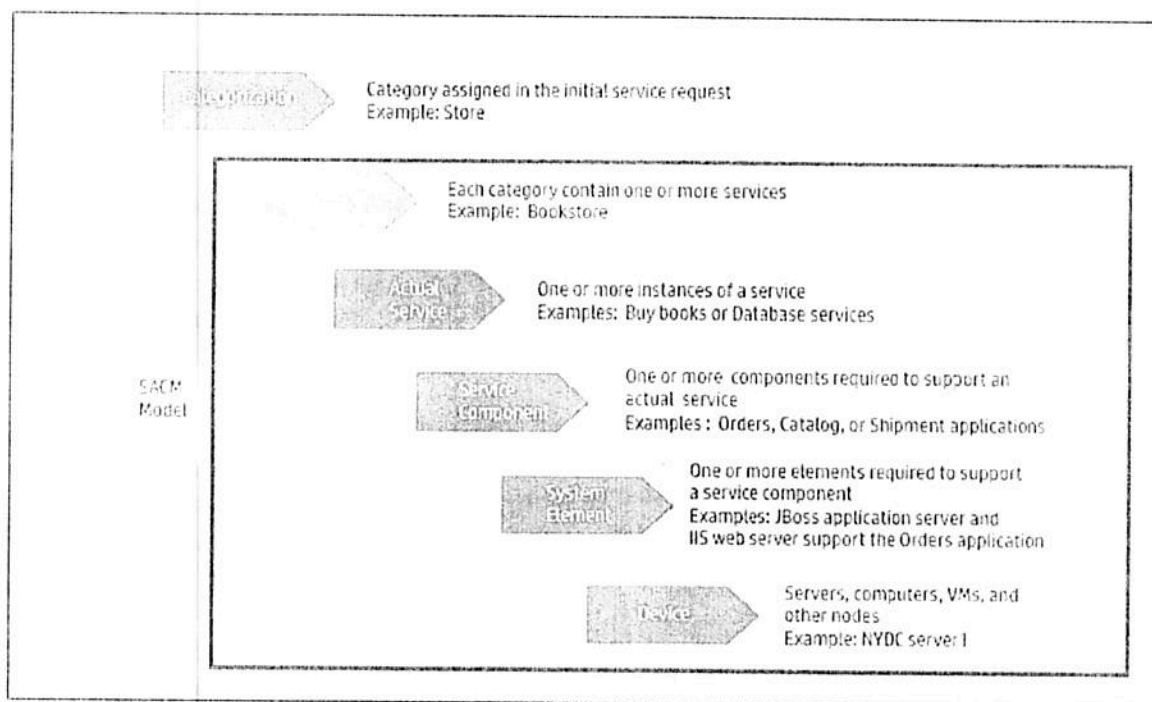 Categorization
Category assigned in the initial service request
Example: Store
Each category contain one or more services
Example: Bookstore
Actual
Service
One or more instances of a service
Examples: Buy books or Database services
SACM
Model
Service
Component
One or more components required to support an
actual service
Examples : Orders, Catalog, or Shipment applications
System
Element
One or more elements required to support
a service component
Examples: JBoss application server and
IIS web server support the Orders application
Device
Servers, computers, VMs, and
other nodes
Example: NYDC server